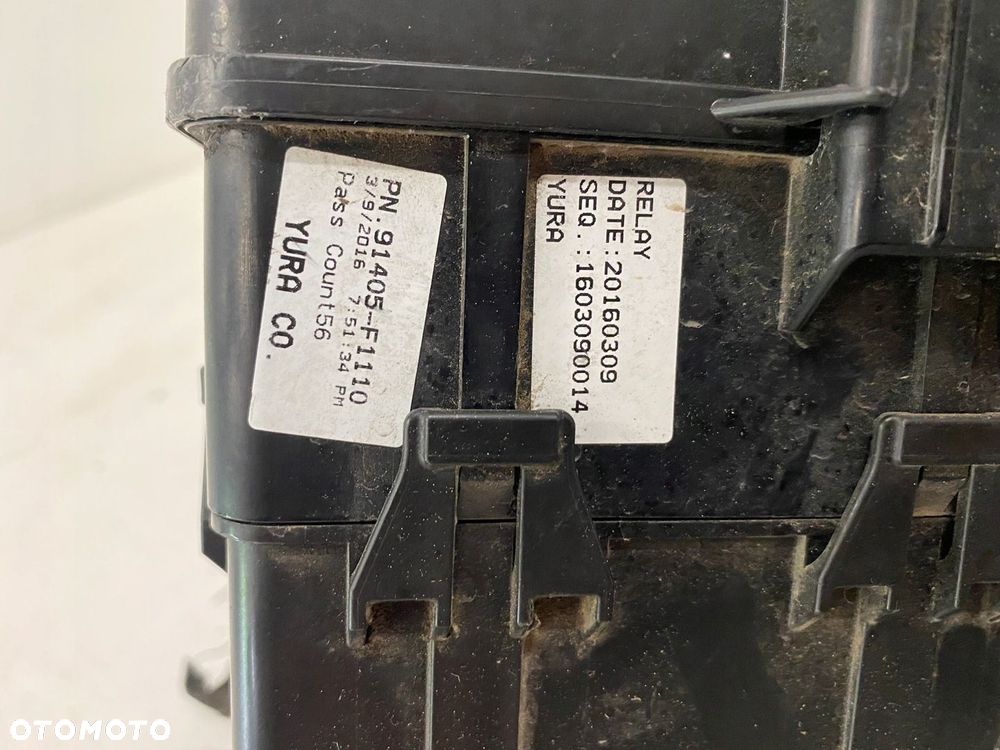 PN:91405-F1110
3/9/2016 7:51:34 PM
Pass Count56
YURA CO.
RELAY
DATE:20160309
SEQ.:1603090014
YURA
OTOMOTO